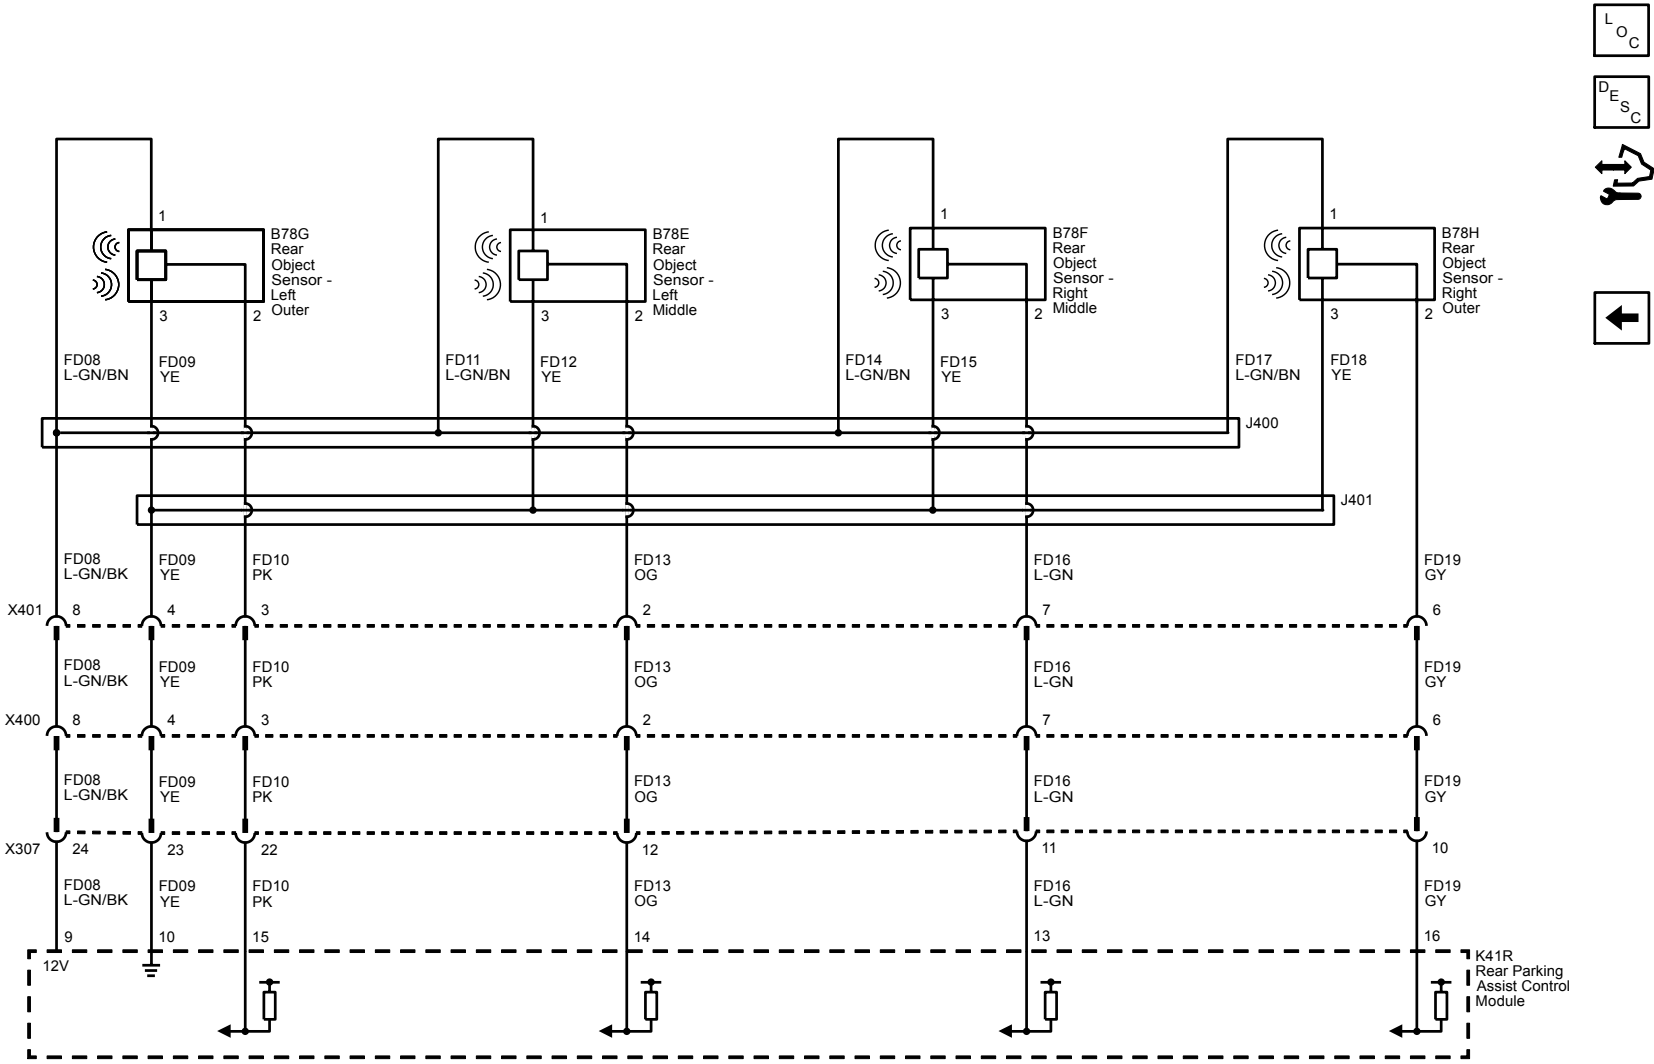 L
O
C
D
E
S
C
1
B78G
Rear
Object
Sensor -
Left
Outer
3
2
1
B78E
Rear
Object
Sensor -
Left
Middle
3
2
1
B78F
Rear
Object
Sensor -
Right
Middle
3
2
1
B78H
Rear
Object
Sensor -
Right
Outer
3
2
FD08
L-GN/BN
FD09
YE
FD11
L-GN/BN
FD12
YE
FD14
L-GN/BN
FD15
YE
FD17
L-GN/BN
FD18
YE
J400
J401
FD08
L-GN/BK
FD09
YE
FD10
PK
FD13
OG
FD16
L-GN
FD19
GY
X401 8 4 3 2 7 6
FD08
L-GN/BK
FD09
YE
FD10
PK
FD13
OG
FD16
L-GN
FD19
GY
X400 8 4 3 2 7 6
FD08
L-GN/BK
FD09
YE
FD10
PK
FD13
OG
FD16
L-GN
FD19
GY
X307 24 23 22 12 11 10
FD08
L-GN/BK
FD09
YE
FD10
PK
FD13
OG
FD16
L-GN
FD19
GY
9 10 15 14 13 16
12V
K41R
Rear Parking
Assist Control
Module